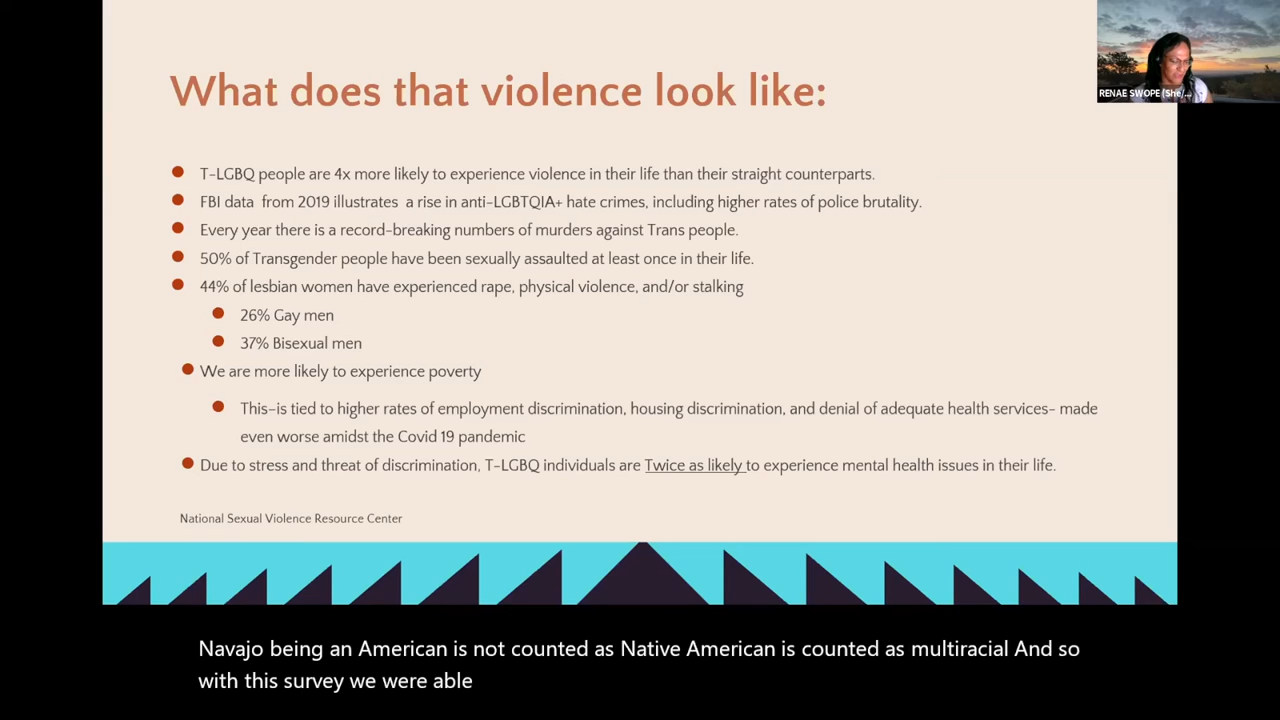 What does that violence look like:
RENAE SWOPE (She/...
T-LGBQ people are 4x more likely to experience violence in their life than their straight counterparts.
FBI data from 2019 illustrates a rise in anti-LGBTQIA+ hate crimes, including higher rates of police brutality.
Every year there is a record-breaking numbers of murders against Trans people.
50% of Transgender people have been sexually assaulted at least once in their life.
44% of lesbian women have experienced rape, physical violence, and/or stalking
26% Gay men
37% Bisexual men
We are more likely to experience poverty
This-is tied to higher rates of employment discrimination, housing discrimination, and denial of adequate health services- made
even worse amidst the Covid 19 pandemic
Due to stress and threat of discrimination, T-LGBQ individuals are Twice as likely to experience mental health issues in their life.
National Sexual Violence Resource Center
Navajo being an American is not counted as Native American is counted as multiracial And so
with this survey we were able